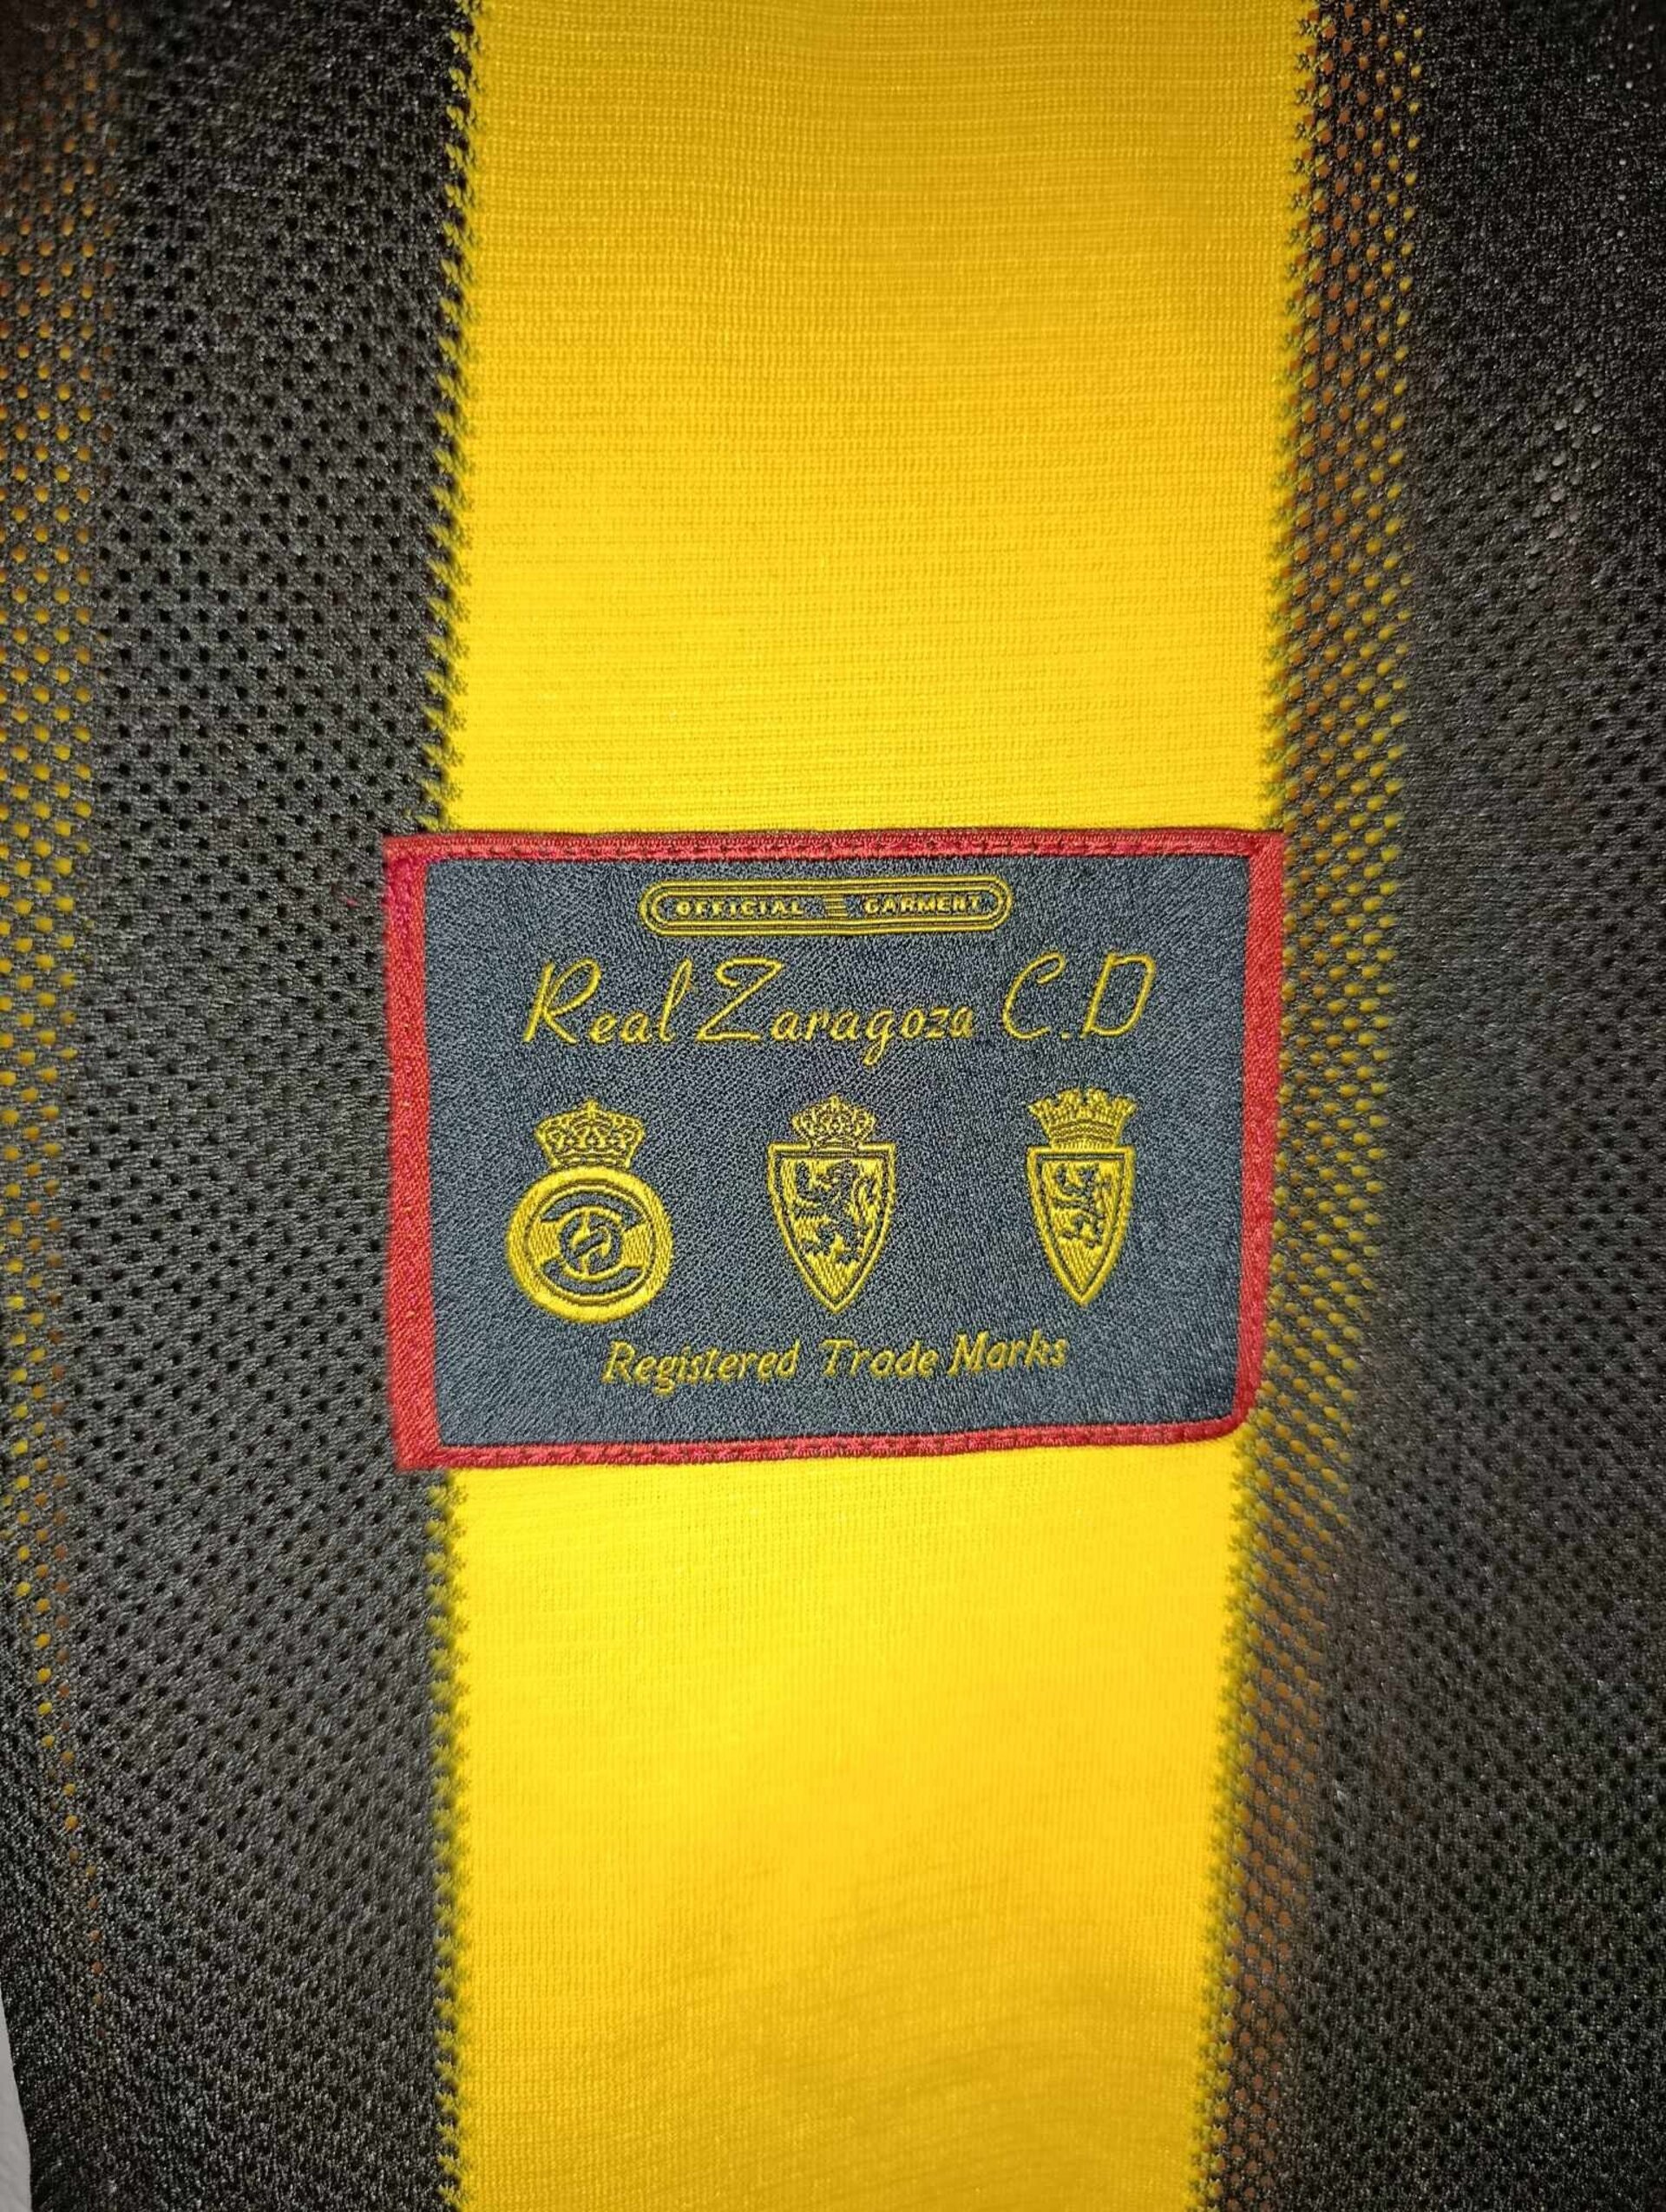 OFFICIAL GARMENT
Real Zaragoza C.D
Registered Trade Marks